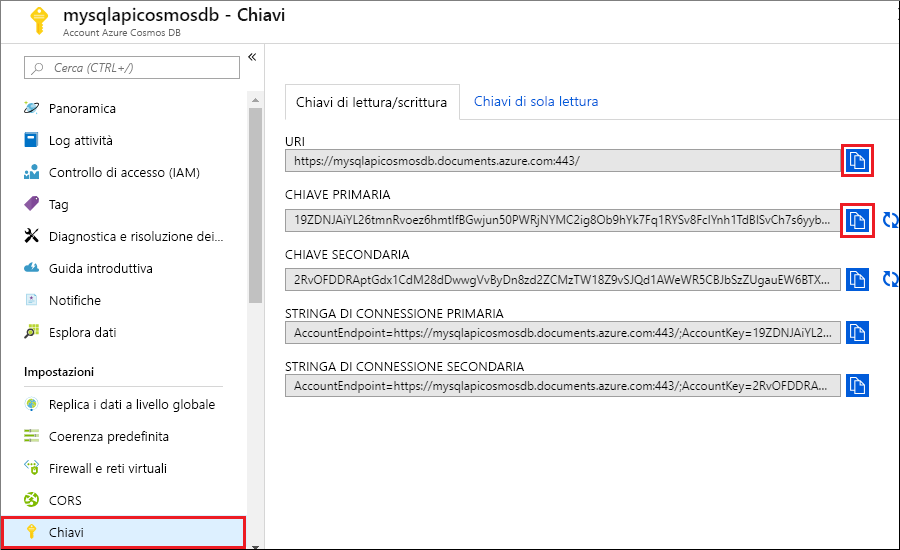 mysqlapicosmosdb - Chiavi
Account Azure Cosmos DB
Cerca (CTRL+/)
«
Panoramica
Log attività
Controllo di accesso (IAM)
Tag
Diagnostica e risoluzione dei...
Guida introduttiva
Notifiche
Esplora dati
Impostazioni
Replica i dati a livello globale
Coerenza predefinita
Firewall e reti virtuali
CORS
Chiavi
Chiavi di lettura/scrittura
Chiavi di sola lettura
URI
https://mysqlapicosmosdb.documents.azure.com:443/
CHIAVE PRIMARIA
19ZDNJAiYL26tmnRvoez6hmtIfBGwjun50PWRjNYMC2ig8Ob9hYk7Fq1RYSv8FcIYnh1TdBISvCh7s6yyb...
CHIAVE SECONDARIA
2RvOFDDRAptGdx1CdM28dDwwgVvByDn8zd2ZCMzTW18Z9vSJQd1AWeWR5CBJbSzZUgauEW6BTX...
STRINGA DI CONNESSIONE PRIMARIA
AccountEndpoint=https://mysqlapicosmosdb.documents.azure.com:443/;AccountKey=19ZDNJAiYL2...
STRINGA DI CONNESSIONE SECONDARIA
AccountEndpoint=https://mysqlapicosmosdb.documents.azure.com:443/;AccountKey=2RvOFDDRA...